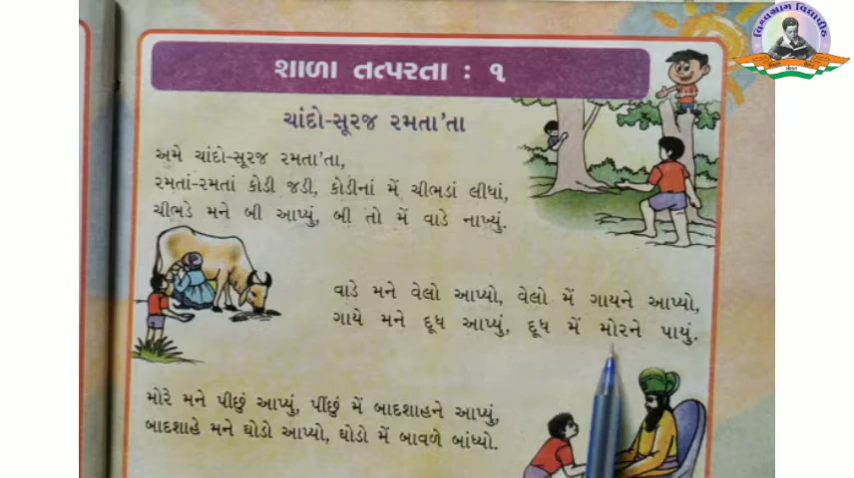 વિશ્વગ્રામ વિદ્યાપીઠ
શાળા તત્પરતા : ૧
ચાંદો-સૂરજ રમતા'તા
અમે ચાંદો-સૂરજ રમતા'તા,
રમતાં-રમતાં કોડી જડી, કોડીનાં મેં ચીભડાં લીધાં,
ચીભડે મને બી આપ્યું, બી તો મેં વાડે નાખ્યું.
વાડે મને વેલો આપ્યો, વેલો મેં ગાયને આપ્યો,
ગાયે મને દૂધ આપ્યું, દૂધ મેં મોરને પાયું.
મોરે મને પીછું આપ્યું, પીંછું મેં બાદશાહને આપ્યું,
બાદશાહે મને ઘોડો આપ્યો, ઘોડો મેં બાવળે બાંધ્યો.